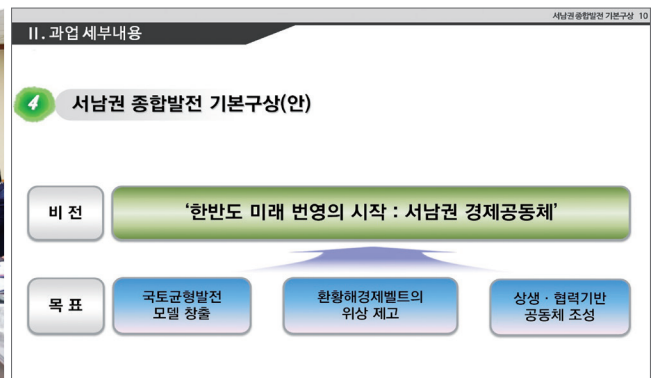 서남권 종합발전 기본구상 10
II. 과업 세부내용
4 서남권 종합발전 기본구상(안)
비 전
‘한반도 미래 번영의 시작 : 서남권 경제공동체’
목 표
국토균형발전
모델 창출
환황해경제벨트의
위상 제고
상생 · 협력기반
공동체 조성